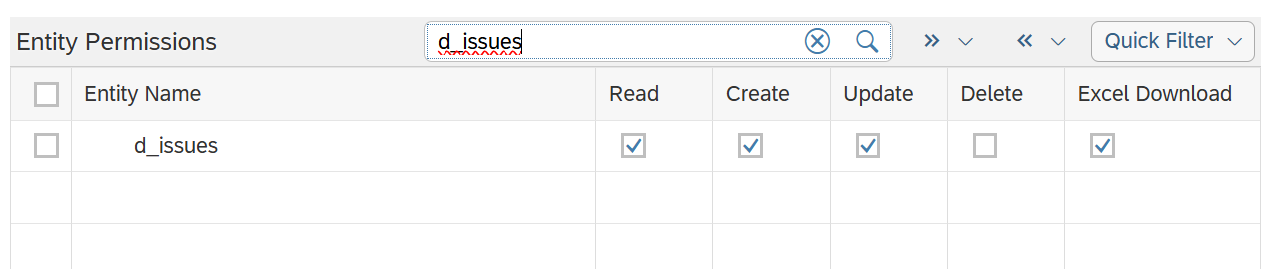 Entity Permissions d_issues Quick Filter
Entity Name Read Create Update Delete Excel Download
d_issues